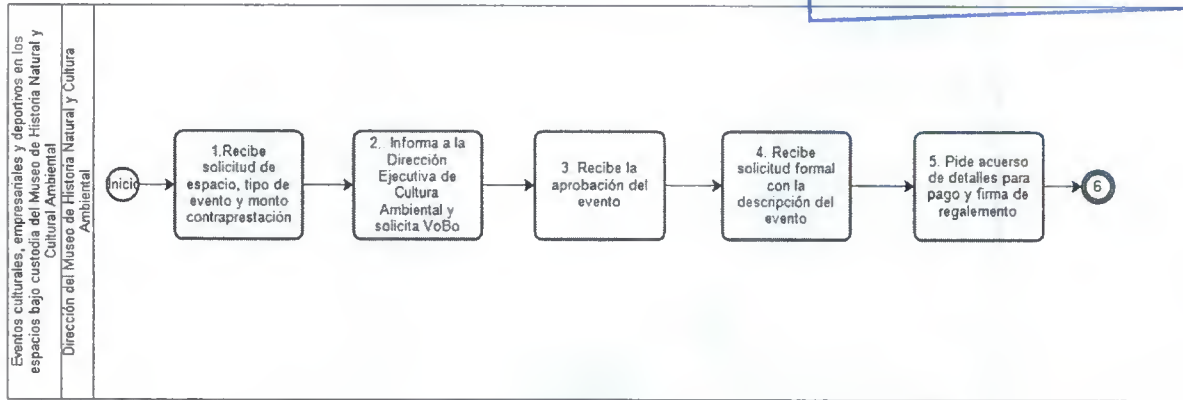 Eventos culturales, empresariales y deportivos en los
espacios bajo custodia del Museo de Historia Natural y
Cultural Ambiental
Dirección del Museo de Historia Natural y Cultura
Ambiental
Inicio
1.Recibe
solicitud de
espacio, tipo de
evento y monto
contraprestación
2. Informa a la
Dirección
Ejecutiva de
Cultura
Ambiental y
solicita VoBo
3 Recibe la
aprobación del
evento
4. Recibe
solicitud formal
con la
descripción del
evento
5. Pide acuerso
de detalles para
pago y firma de
regalemento
6